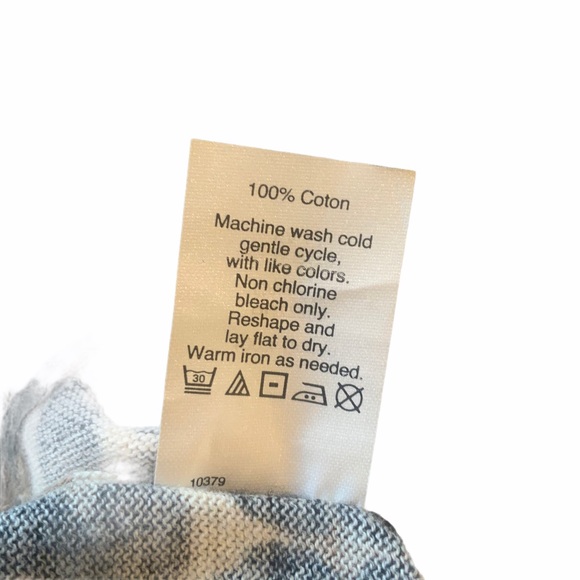 100% Coton
Machine wash cold
gentle cycle,
with like colors.
Non chlorine
bleach only.
Reshape and
lay flat to dry.
Warm iron as needed.
30
10379